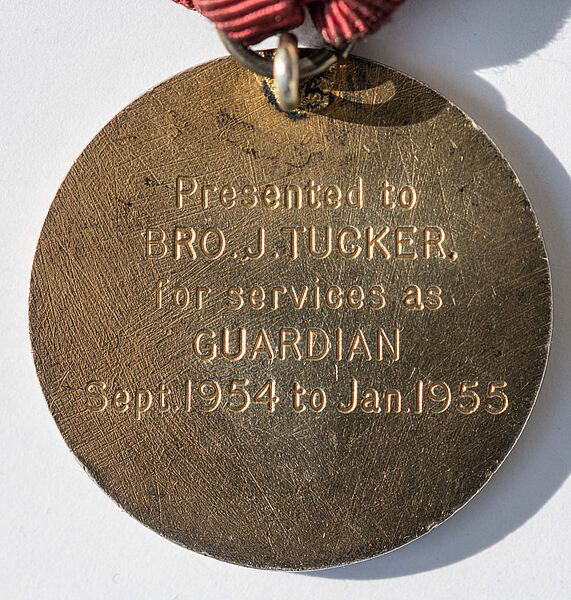 Presented to
BRO. J. TUCKER.
for services as
GUARDIAN
Sept. 1954 to Jan. 1955